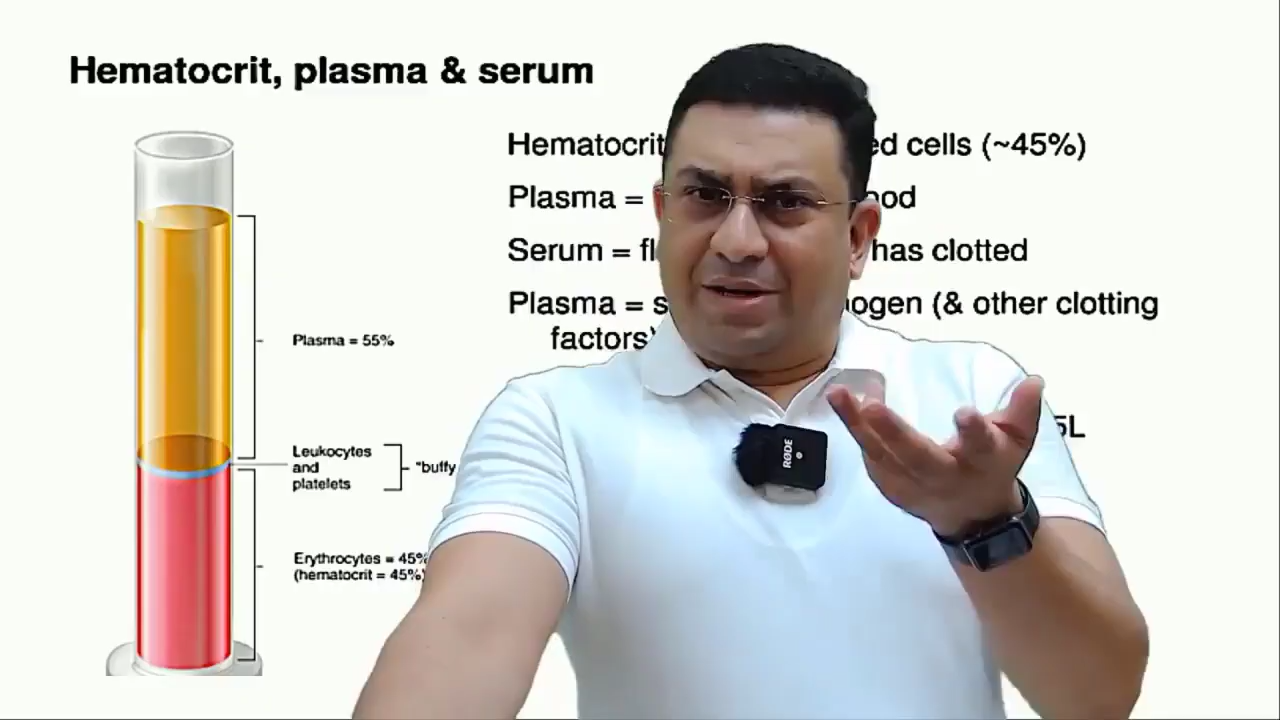 Hematocrit, plasma & serum
Hematocrit ed cells (~45%)
Plasma = ood
Serum = fl has clotted
Plasma = s nogen (& other clotting
factors)
Plasma = 55%
5L
Leukocytes
and
platelets
"buffy
Erythrocytes = 45%
(hematocrit = 45%)
RØDE